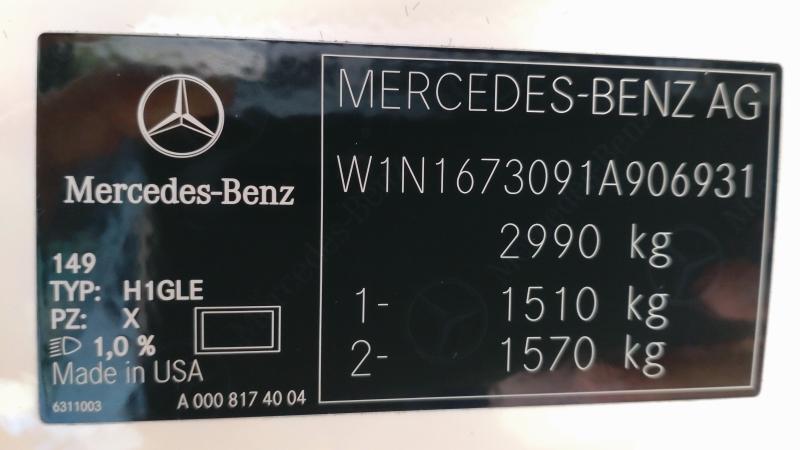 Mercedes-Benz
149
TYP: H1GLE
PZ: X
1,0 %
Made in USA
6311003
A 000 817 40 04
MERCEDES-BENZ AG
W1N1673091A906931
2990 kg
1- 1510 kg
2- 1570 kg